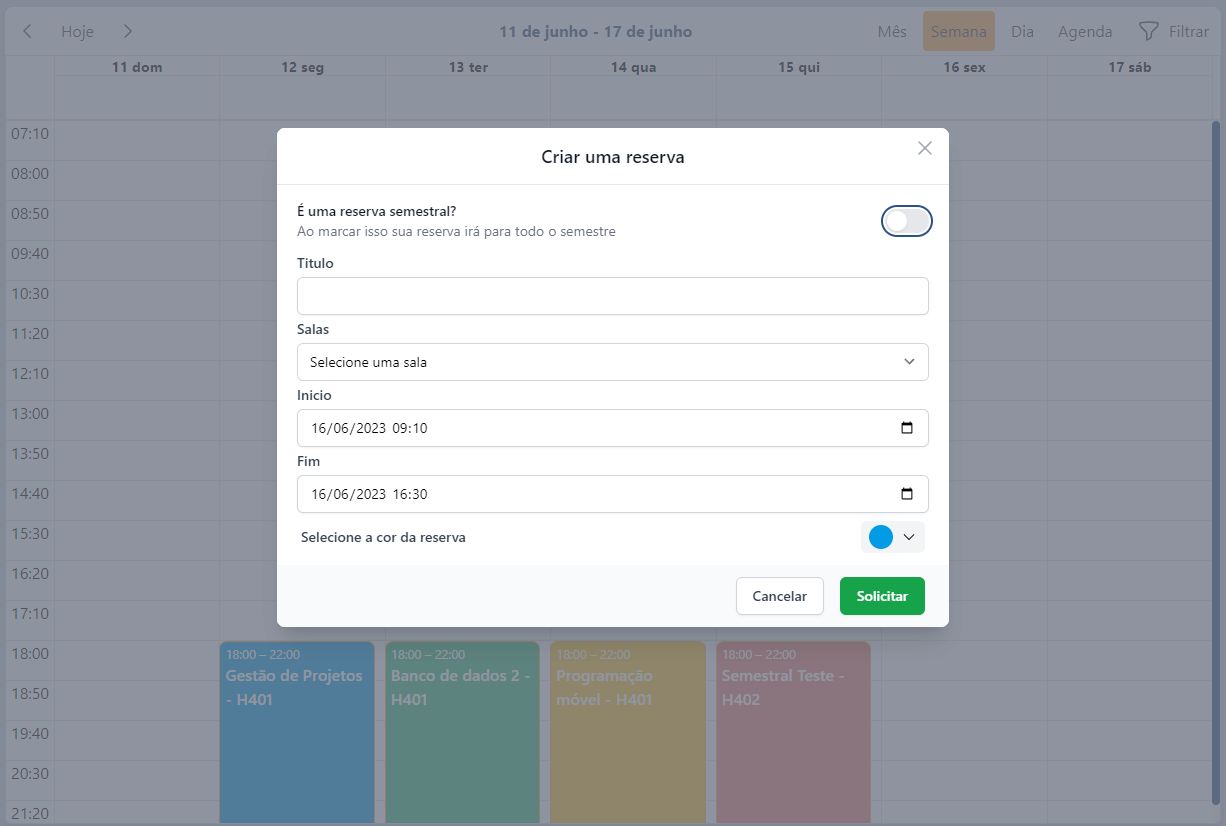 Hoje
11 de junho - 17 de junho
Mês
Semana
Dia
Agenda
Filtrar
11 dom
12 seg
13 ter
14 qua
15 qui
16 sex
17 sáb
07:10
08:00
08:50
09:40
10:30
11:20
12:10
13:00
13:50
14:40
15:30
16:20
17:10
18:00
18:50
19:40
20:30
21:20
Criar uma reserva
É uma reserva semestral?
Ao marcar isso sua reserva irá para todo o semestre
Titulo
Salas
Selecione uma sala
Inicio
16/06/2023 09:10
Fim
16/06/2023 16:30
Selecione a cor da reserva
Cancelar
Solicitar
18:00 – 22:00
Gestão de Projetos
- H401
18:00 – 22:00
Banco de dados 2 -
H401
18:00 – 22:00
Programação
móvel - H401
18:00 – 22:00
Semestral Teste -
H402